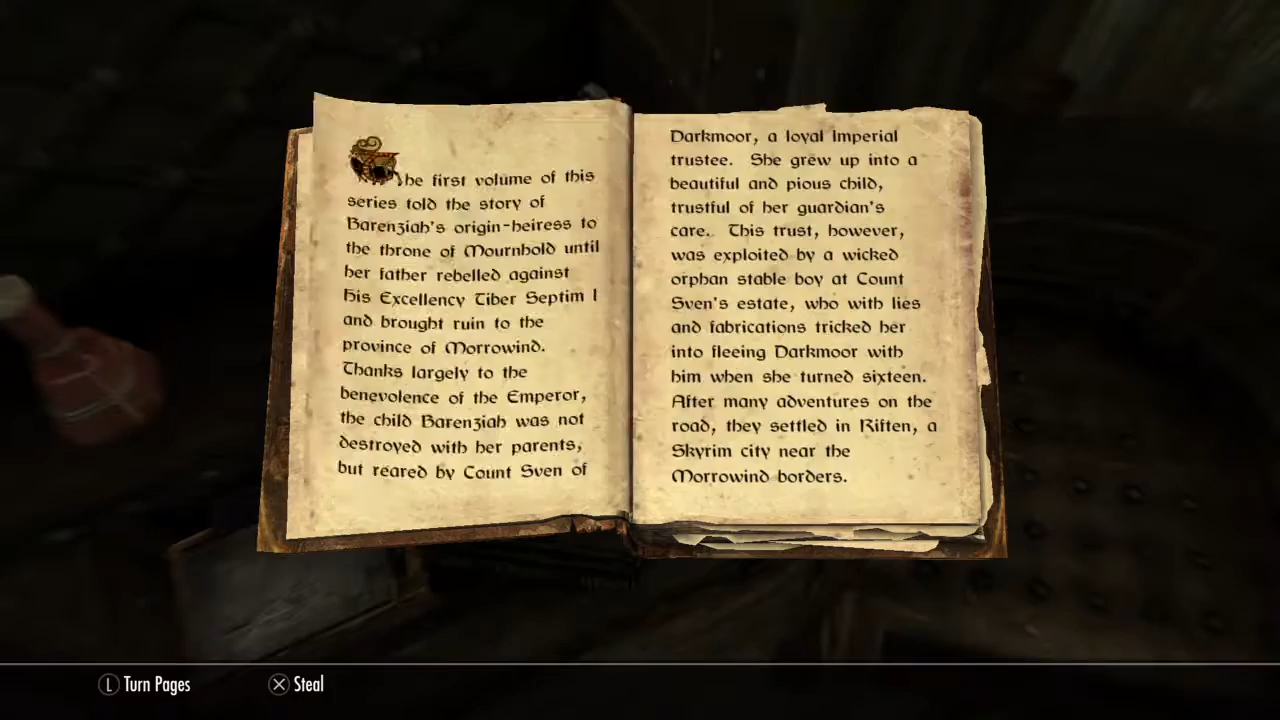 The first volume of this
series told the story of
Barenziah's origin-heiress to
the throne of Mournhold until
her father rebelled against
His Excellency Tiber Septim I
and brought ruin to the
province of Morrowind.
Thanks largely to the
benevolence of the Emperor,
the child Barenziah was not
destroyed with her parents,
but reared by Count Sven of
Darkmoor, a loyal Imperial
trustee. She grew up into a
beautiful and pious child,
trustful of her guardian's
care. This trust, however,
was exploited by a wicked
orphan stable boy at Count
Sven's estate, who with lies
and fabrications tricked her
into fleeing Darkmoor with
him when she turned sixteen.
After many adventures on the
road, they settled in Riften, a
Skyrim city near the
Morrowind borders.
L Turn Pages
X Steal